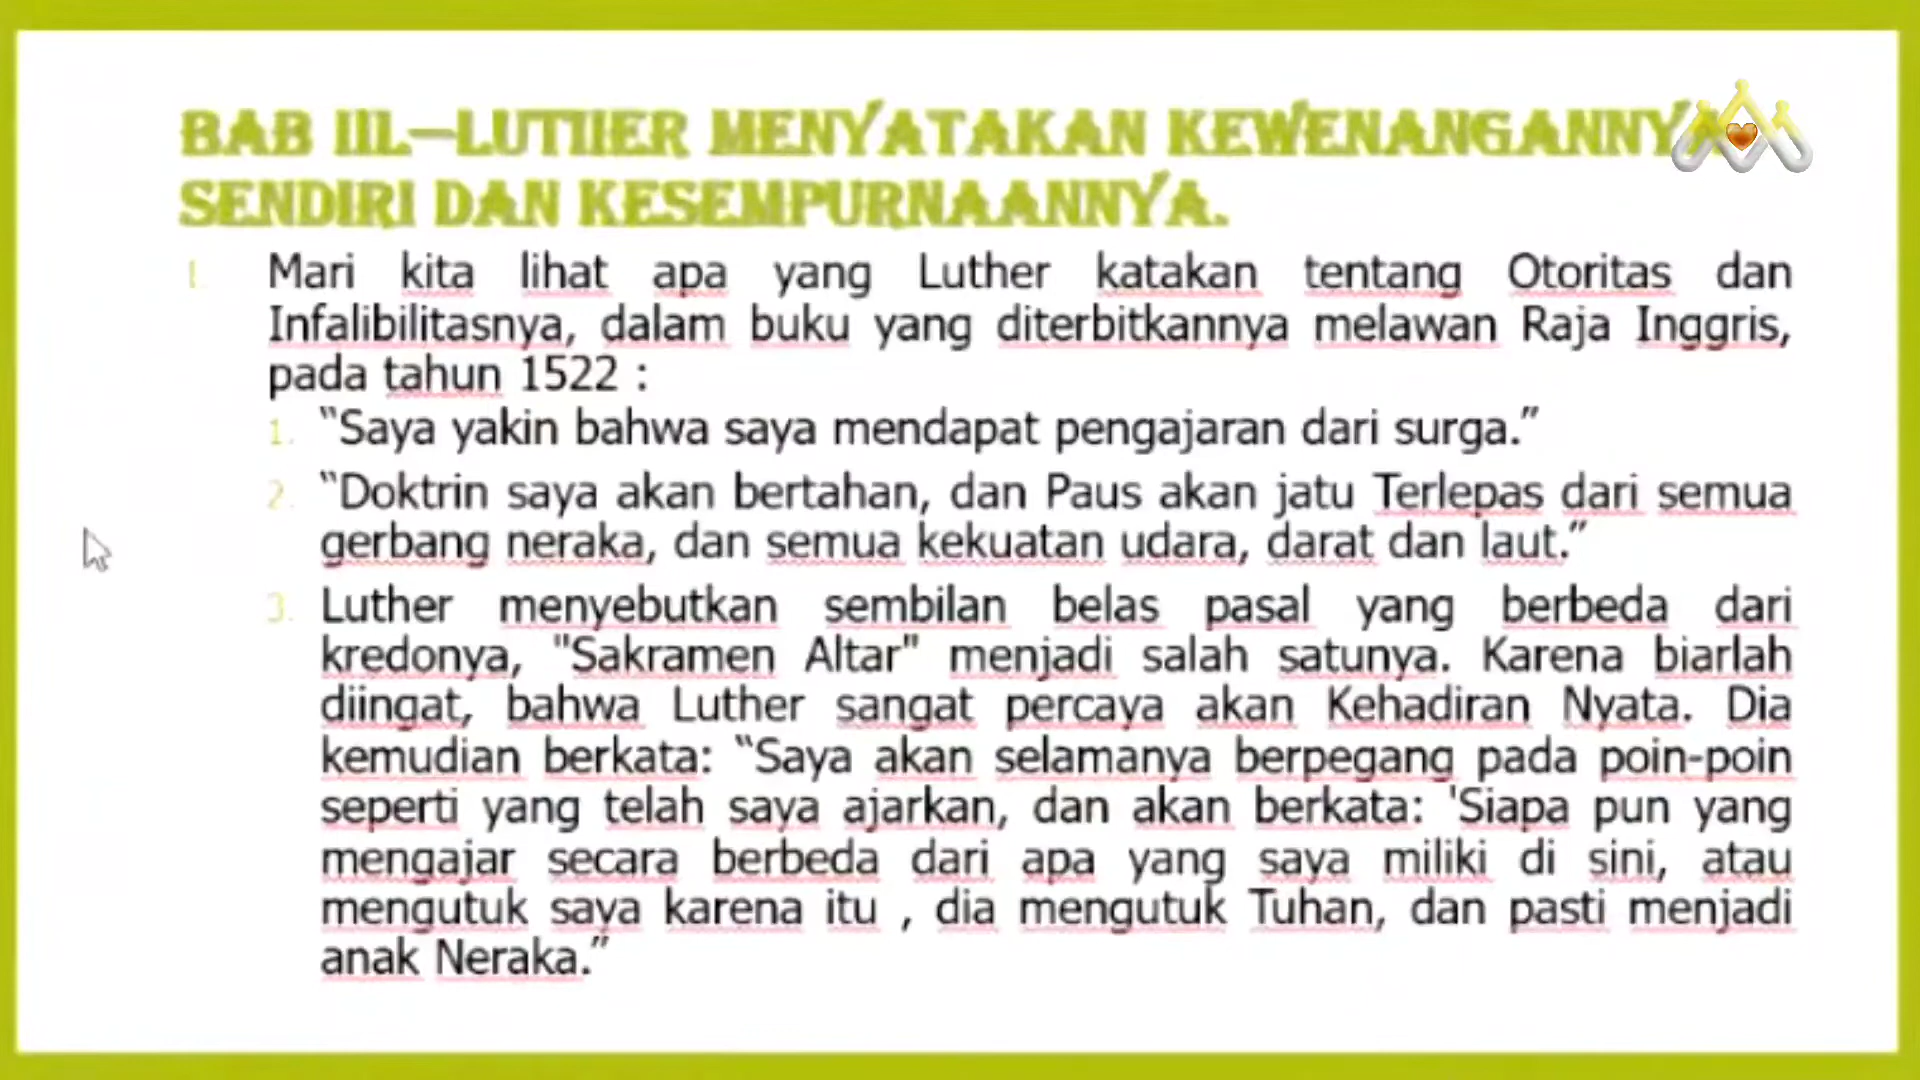 BAB III.—LUTHER MENYATAKAN KEWENANGANNYA
SENDIRI DAN KESEMPURNAANNYA.
1. Mari kita lihat apa yang Luther katakan tentang Otoritas dan
Infalibilitasnya, dalam buku yang diterbitkannya melawan Raja Inggris,
pada tahun 1522 :
1. “Saya yakin bahwa saya mendapat pengajaran dari surga.”
2. “Doktrin saya akan bertahan, dan Paus akan jatu Terlepas dari semua
gerbang neraka, dan semua kekuatan udara, darat dan laut.”
3. Luther menyebutkan sembilan belas pasal yang berbeda dari
kredonya, "Sakramen Altar" menjadi salah satunya. Karena biarlah
diingat, bahwa Luther sangat percaya akan Kehadiran Nyata. Dia
kemudian berkata: “Saya akan selamanya berpegang pada poin-poin
seperti yang telah saya ajarkan, dan akan berkata: 'Siapa pun yang
mengajar secara berbeda dari apa yang saya miliki di sini, atau
mengutuk saya karena itu , dia mengutuk Tuhan, dan pasti menjadi
anak Neraka.”